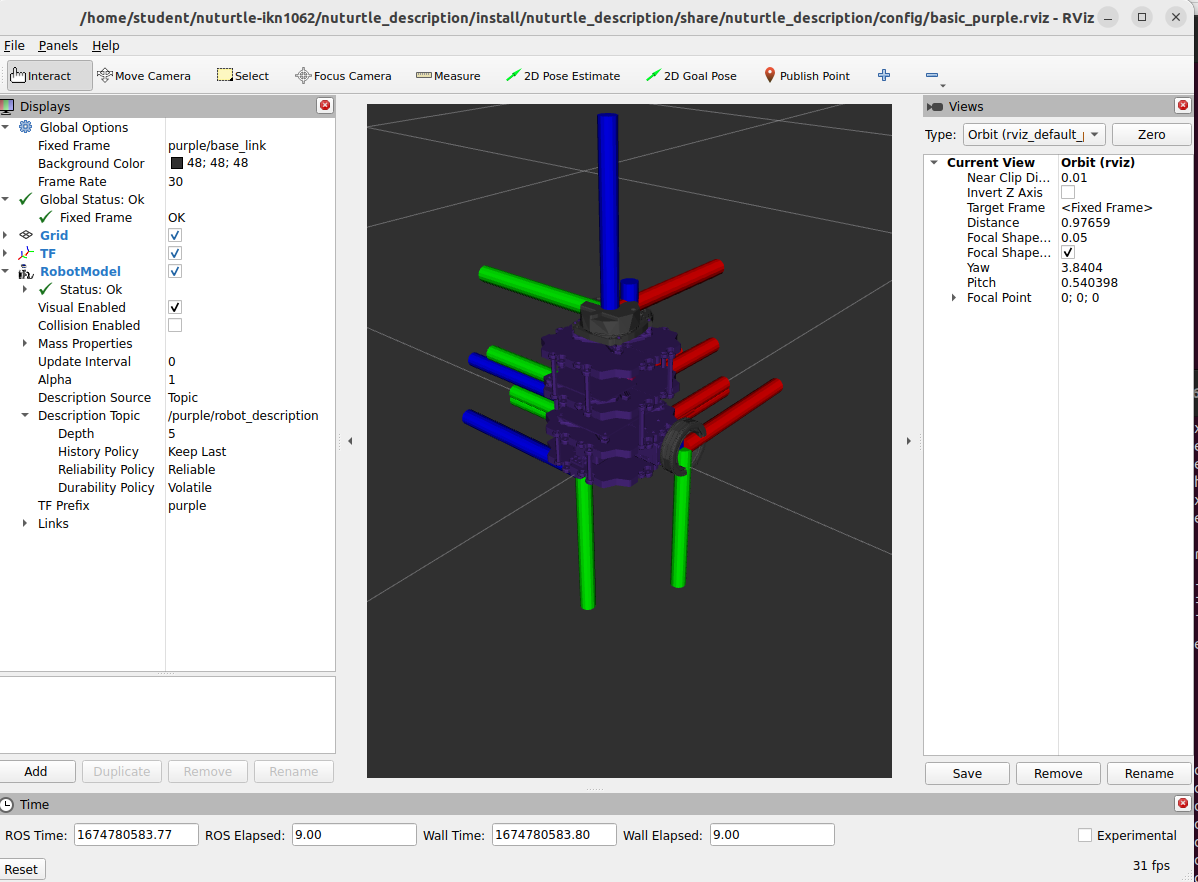 /home/student/nuturtle-ikn1062/nuturtle_description/install/nuturtle_description/share/nuturtle_description/config/basic_purple.rviz - RViz
File Panels Help
Interact Move Camera Select Focus Camera Measure 2D Pose Estimate 2D Goal Pose Publish Point
Displays
Global Options
Fixed Frame purple/base_link
Background Color 48; 48; 48
Frame Rate 30
Global Status: Ok
Fixed Frame OK
Grid
TF
RobotModel
Status: Ok
Visual Enabled
Collision Enabled
Mass Properties
Update Interval 0
Alpha 1
Description Source Topic
Description Topic /purple/robot_description
Depth 5
History Policy Keep Last
Reliability Policy Reliable
Durability Policy Volatile
TF Prefix purple
Links
Add Duplicate Remove Rename
Views
Type: Orbit (rviz_default_ Zero
Current View Orbit (rviz)
Near Clip Di... 0.01
Invert Z Axis
Target Frame <Fixed Frame>
Distance 0.97659
Focal Shape... 0.05
Focal Shape...
Yaw 3.8404
Pitch 0.540398
Focal Point 0; 0; 0
Save Remove Rename
Time
ROS Time: 1674780583.77 ROS Elapsed: 9.00 Wall Time: 1674780583.80 Wall Elapsed: 9.00 Experimental
Reset 31 fps